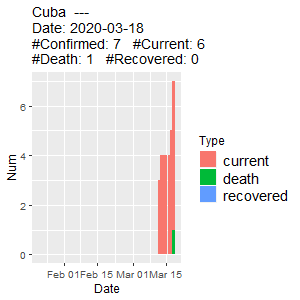 Cuba  ---
Date: 2020-03-18
#Confirmed: 7   #Current: 6
#Death: 1   #Recovered: 0
Num
6
4
2
0
Feb 01 Feb 15 Mar 01 Mar 15
Date
Type
current
death
recovered